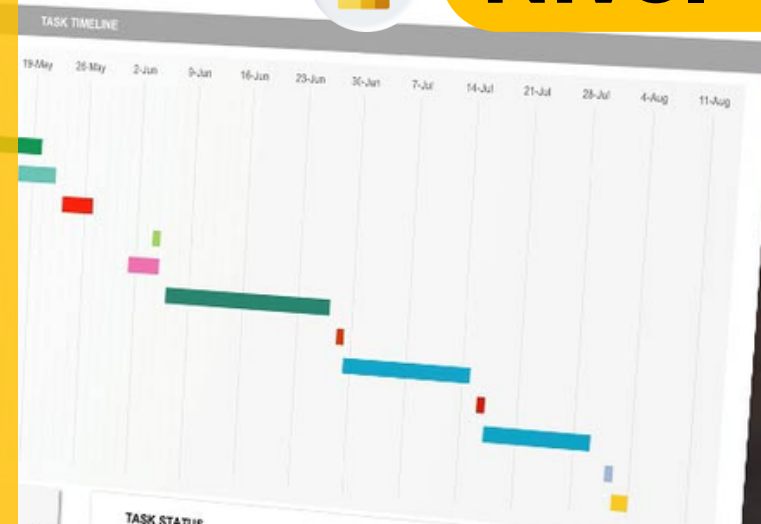 TASK TIMELINE
19-May 26-May 2-Jun 9-Jun 16-Jun 23-Jun 30-Jun 7-Jul 14-Jul 21-Jul 28-Jul 4-Aug 11-Aug
TASK STATUS